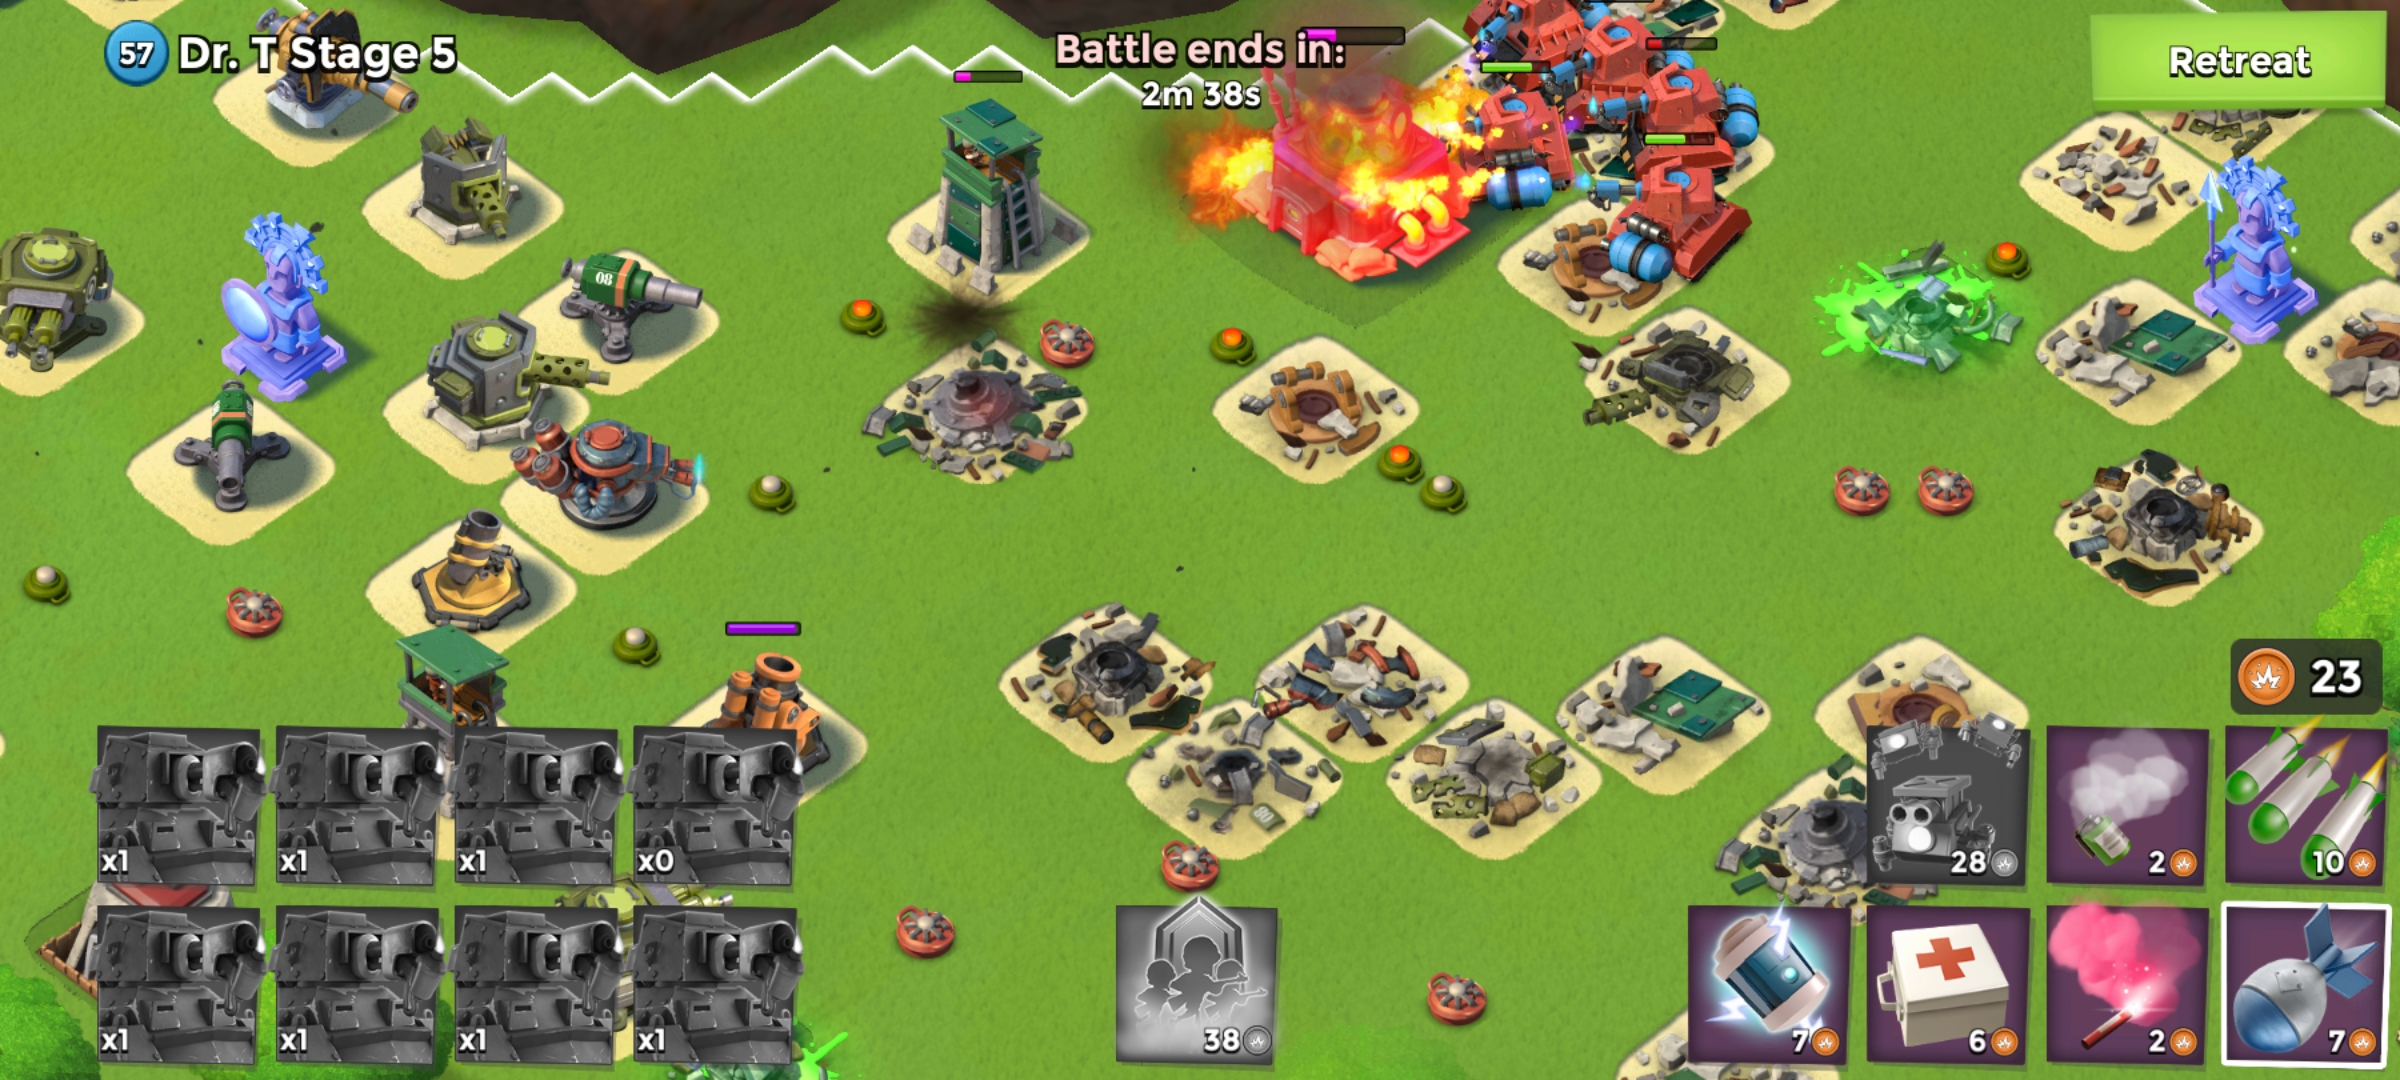 57 Dr. T Stage 5
Battle ends in:
2m 38s
Retreat
08
23
x1 x1 x1 x0
28 2 10
x1 x1 x1 x1
38
7 6 2 7